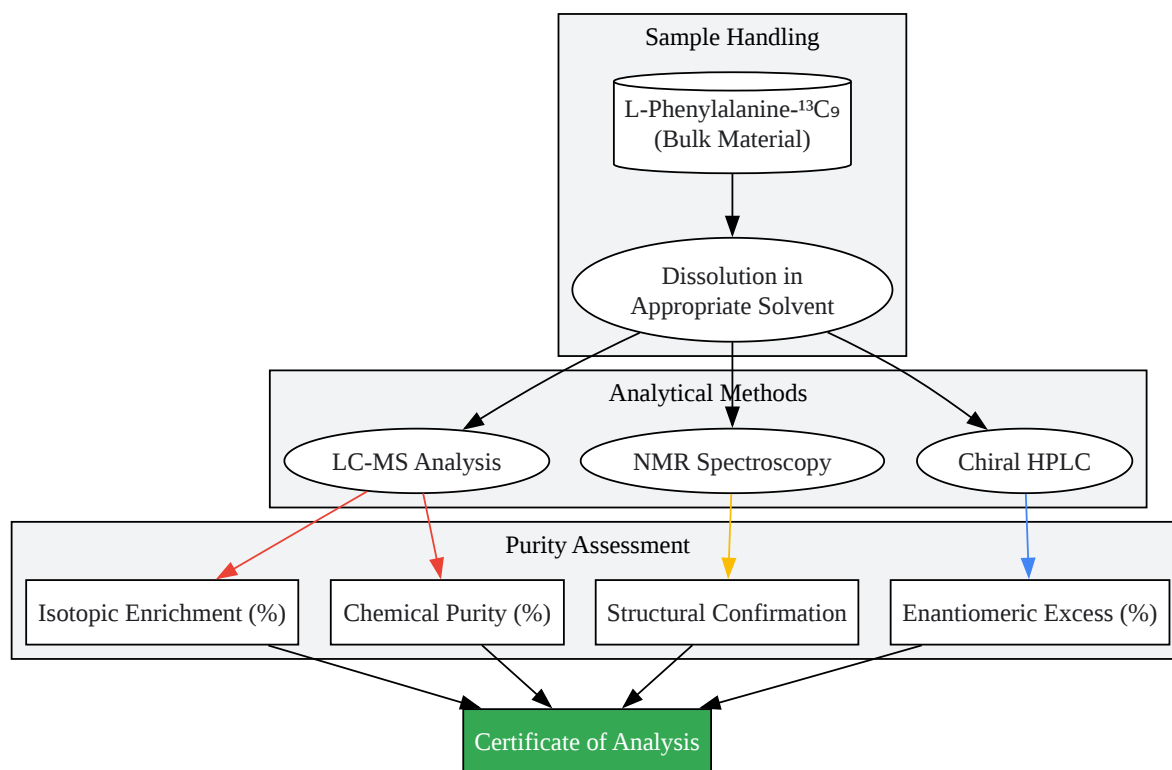 Sample Handling
L-Phenylalanine-¹³C₉
(Bulk Material)
Dissolution in
Appropriate Solvent
Analytical Methods
LC-MS Analysis
NMR Spectroscopy
Chiral HPLC
Purity Assessment
Isotopic Enrichment (%)
Chemical Purity (%)
Structural Confirmation
Enantiomeric Excess (%)
Certificate of Analysis